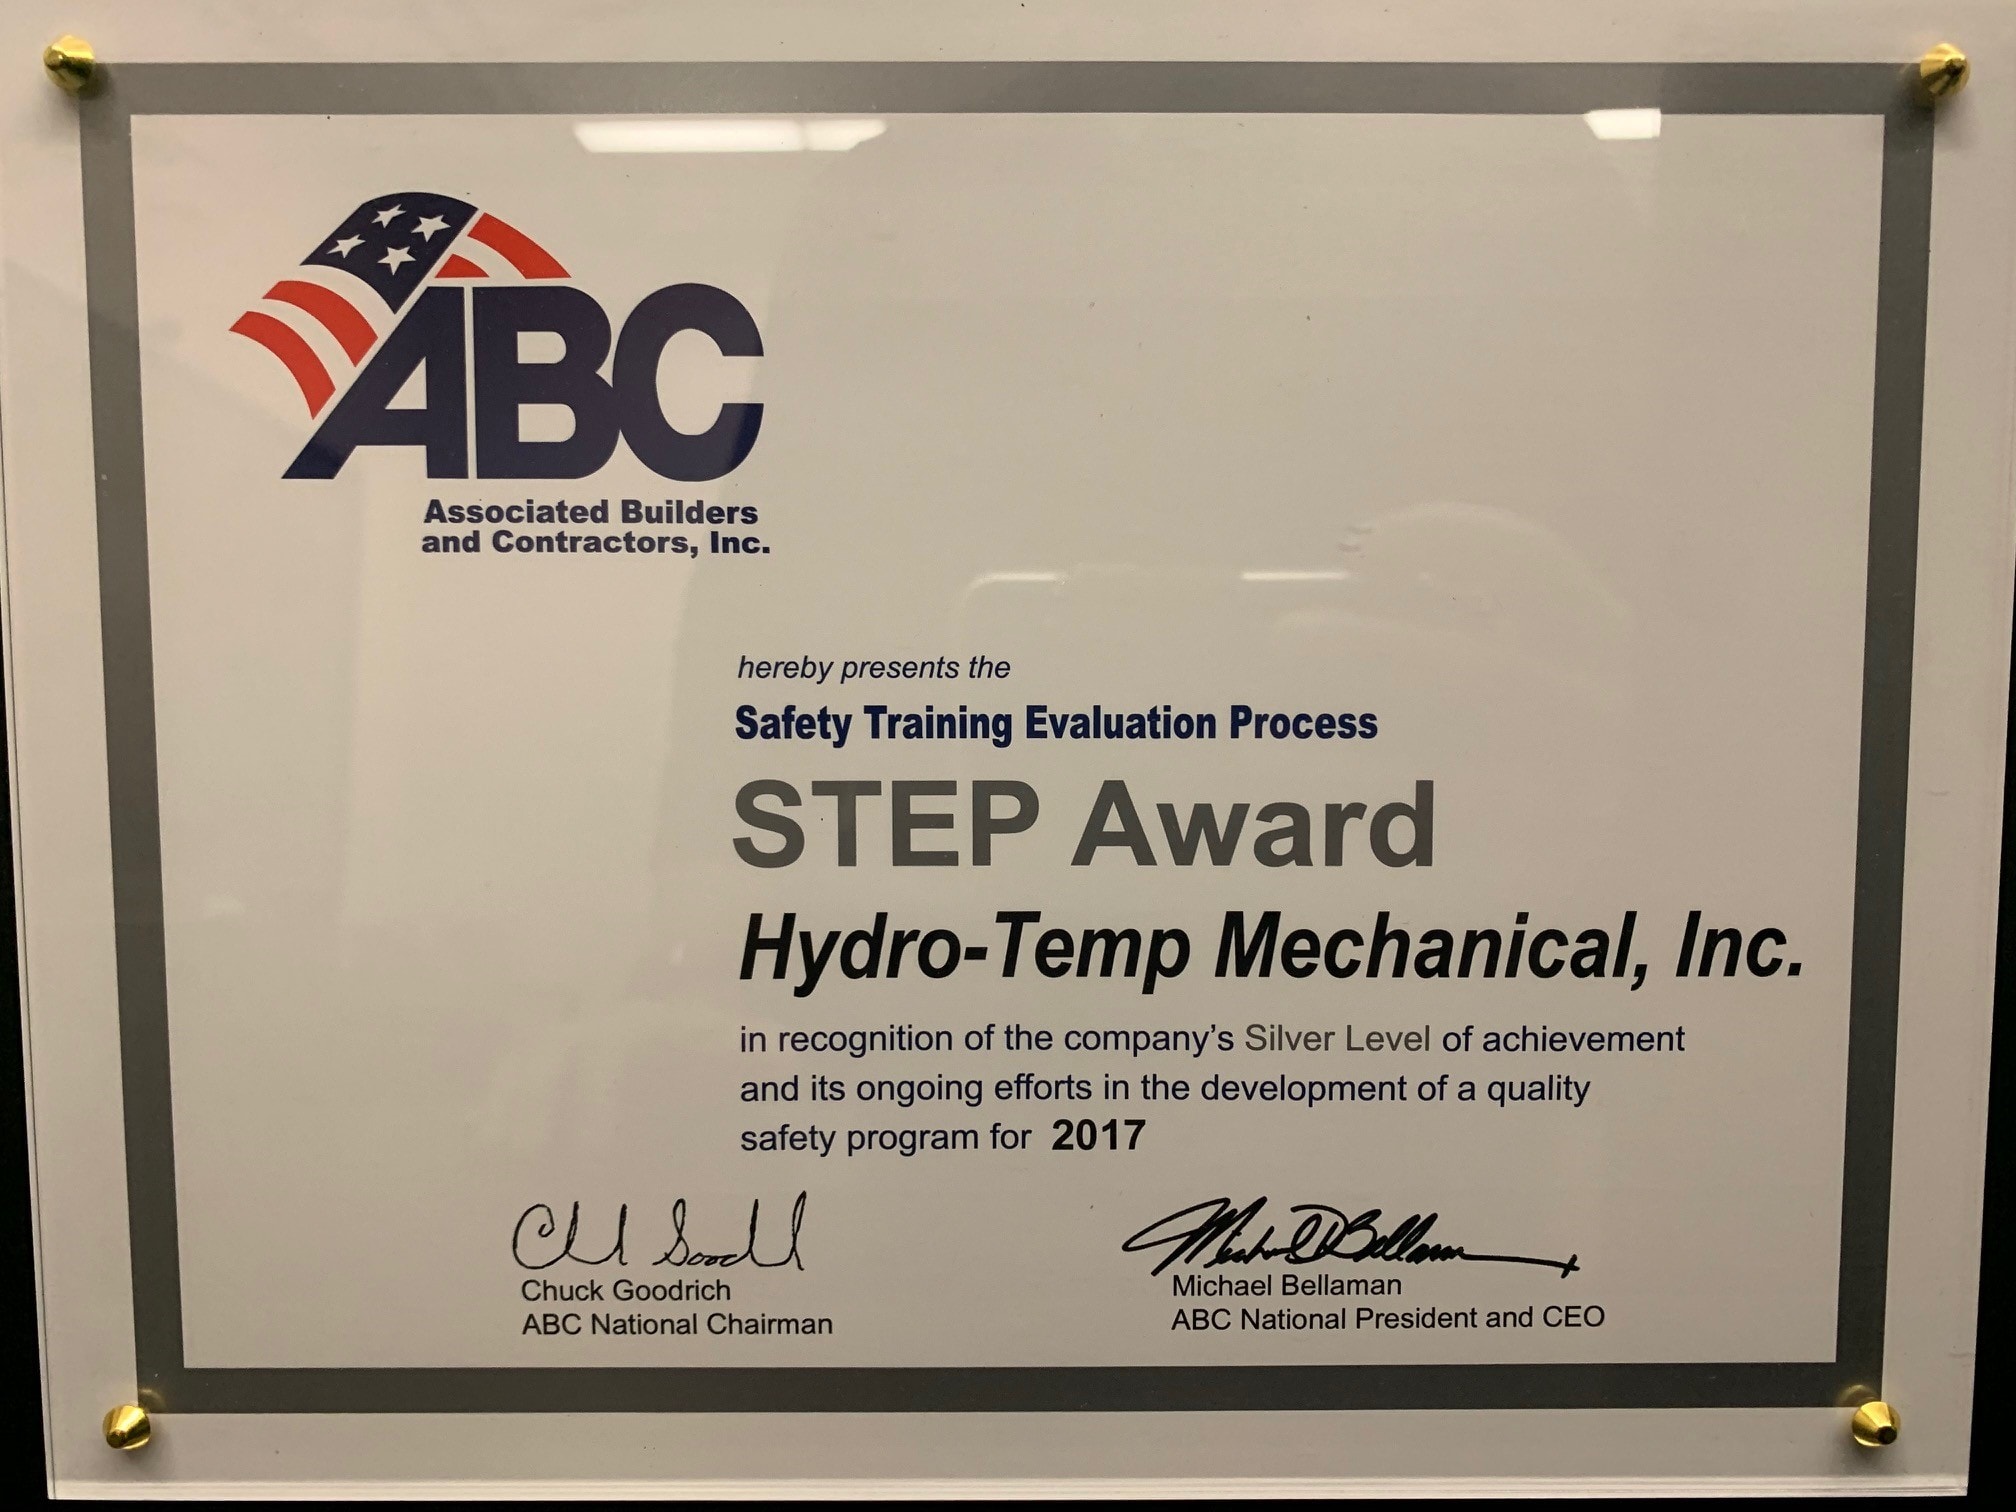 ABC
Associated Builders
and Contractors, Inc.
hereby presents the
Safety Training Evaluation Process
STEP Award
Hydro-Temp Mechanical, Inc.
in recognition of the company's Silver Level of achievement
and its ongoing efforts in the development of a quality
safety program for 2017
Chuck Goodrich
ABC National Chairman
Michael Bellaman
ABC National President and CEO